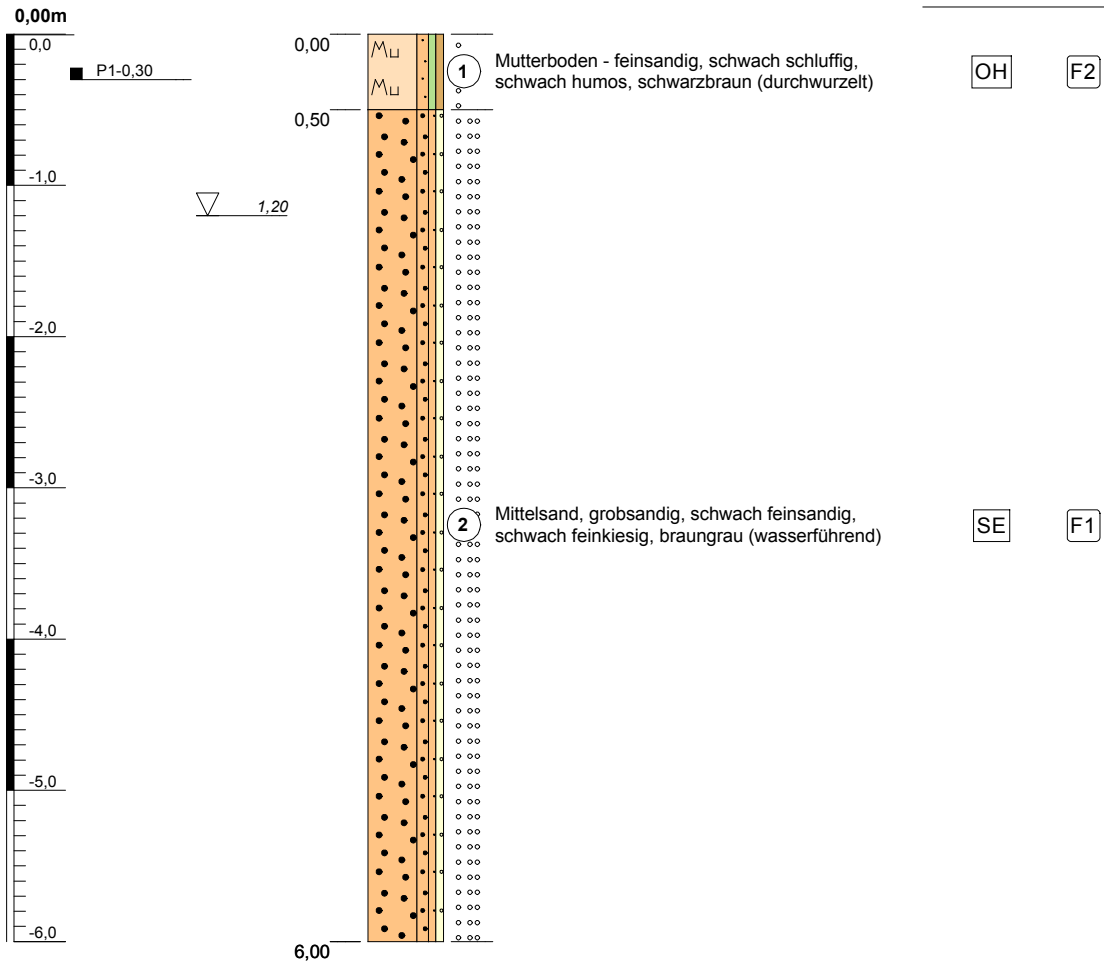 0,00m
0,0
P1-0,30
0,00
Mu
Mu
1
Mutterboden - feinsandig, schwach schluffig,
schwach humos, schwarzbraun (durchwurzelt)
OH
F2
0,50
-1,0
1,20
-2,0
-3,0
2
Mittelsand, grobsandig, schwach feinsandig,
schwach feinkiesig, braungrau (wasserführend)
SE
F1
-4,0
-5,0
-6,0
6,00